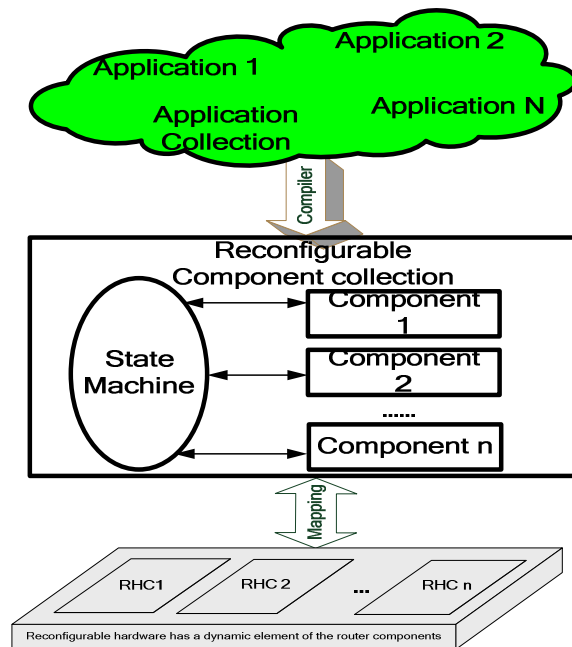 Application 1
Application 2
Application
Collection
Application N
Compiler
Reconfigurable
Component collection
State
Machine
Component
1
Component
2
......
Component n
Mapping
RHC1
RHC 2
...
RHC n
Reconfigurable hardware has a dynamic element of the router components